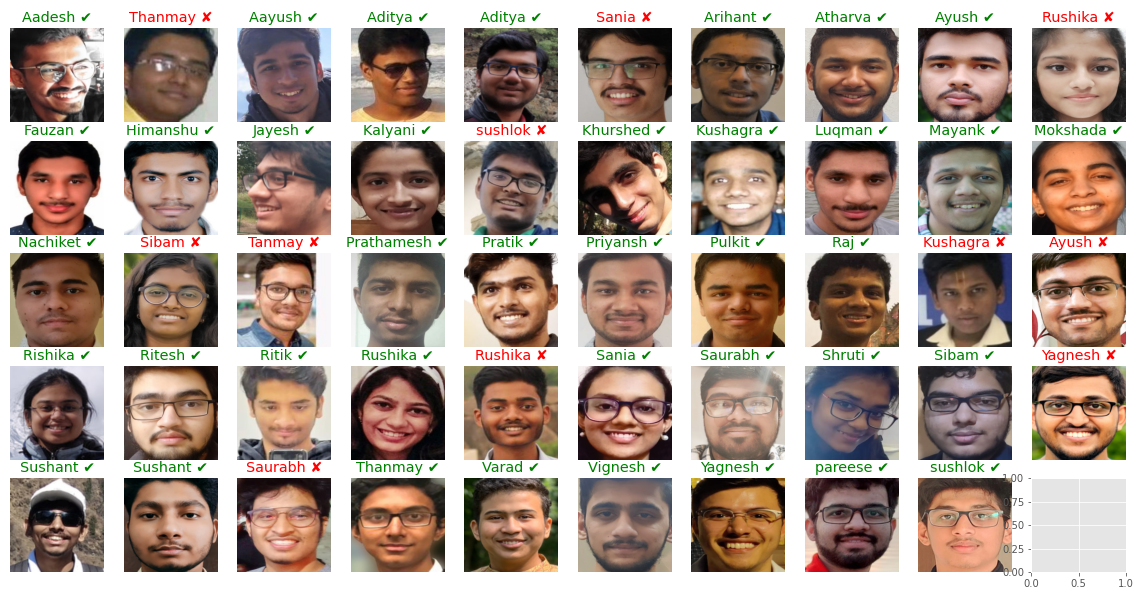 Aadesh ✔ Thanmay ✘ Aayush ✔ Aditya ✔ Aditya ✔ Sania ✘ Arihant ✔ Atharva ✔ Ayush ✔ Rushika ✘
Fauzan ✔ Himanshu ✔ Jayesh ✔ Kalyani ✔ sushlok ✘ Khurshed ✔ Kushagra ✔ Luqman ✔ Mayank ✔ Mokshada ✔
Nachiket ✔ Sibam ✘ Tanmay ✘ Prathamesh ✔ Pratik ✔ Priyansh ✔ Pulkit ✔ Raj ✔ Kushagra ✘ Ayush ✘
Rishika ✔ Ritesh ✔ Ritik ✔ Rushika ✔ Rushika ✘ Sania ✔ Saurabh ✔ Shruti ✔ Sibam ✔ Yagnesh ✘
Sushant ✔ Sushant ✔ Saurabh ✘ Thanmay ✔ Varad ✔ Vignesh ✔ Yagnesh ✔ pareese ✔ sushlok ✔
1.00
0.75
0.50
0.25
0.00
0.0 0.5 1.0